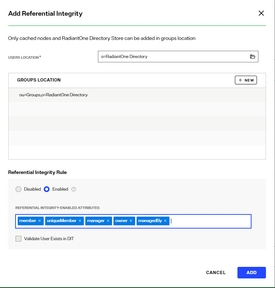 Add Referential Integrity
Only cached nodes and RadiantOne Directory Store can be added in groups location
USERS LOCATION*
o=RadiantOne Directory
GROUPS LOCATION
+ NEW
ou=Groups,o=RadiantOne Directory
Referential Integrity Rule
Disabled Enabled
REFERENTIAL INTEGRITY-ENABLED ATTRIBUTES
member × uniqueMember × manager × owner × managedBy ×
Validate User Exists in DIT
CANCEL ADD